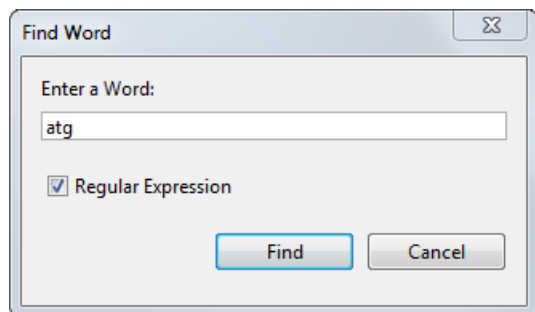 Find Word
Enter a Word:
atg
Regular Expression
Find Cancel